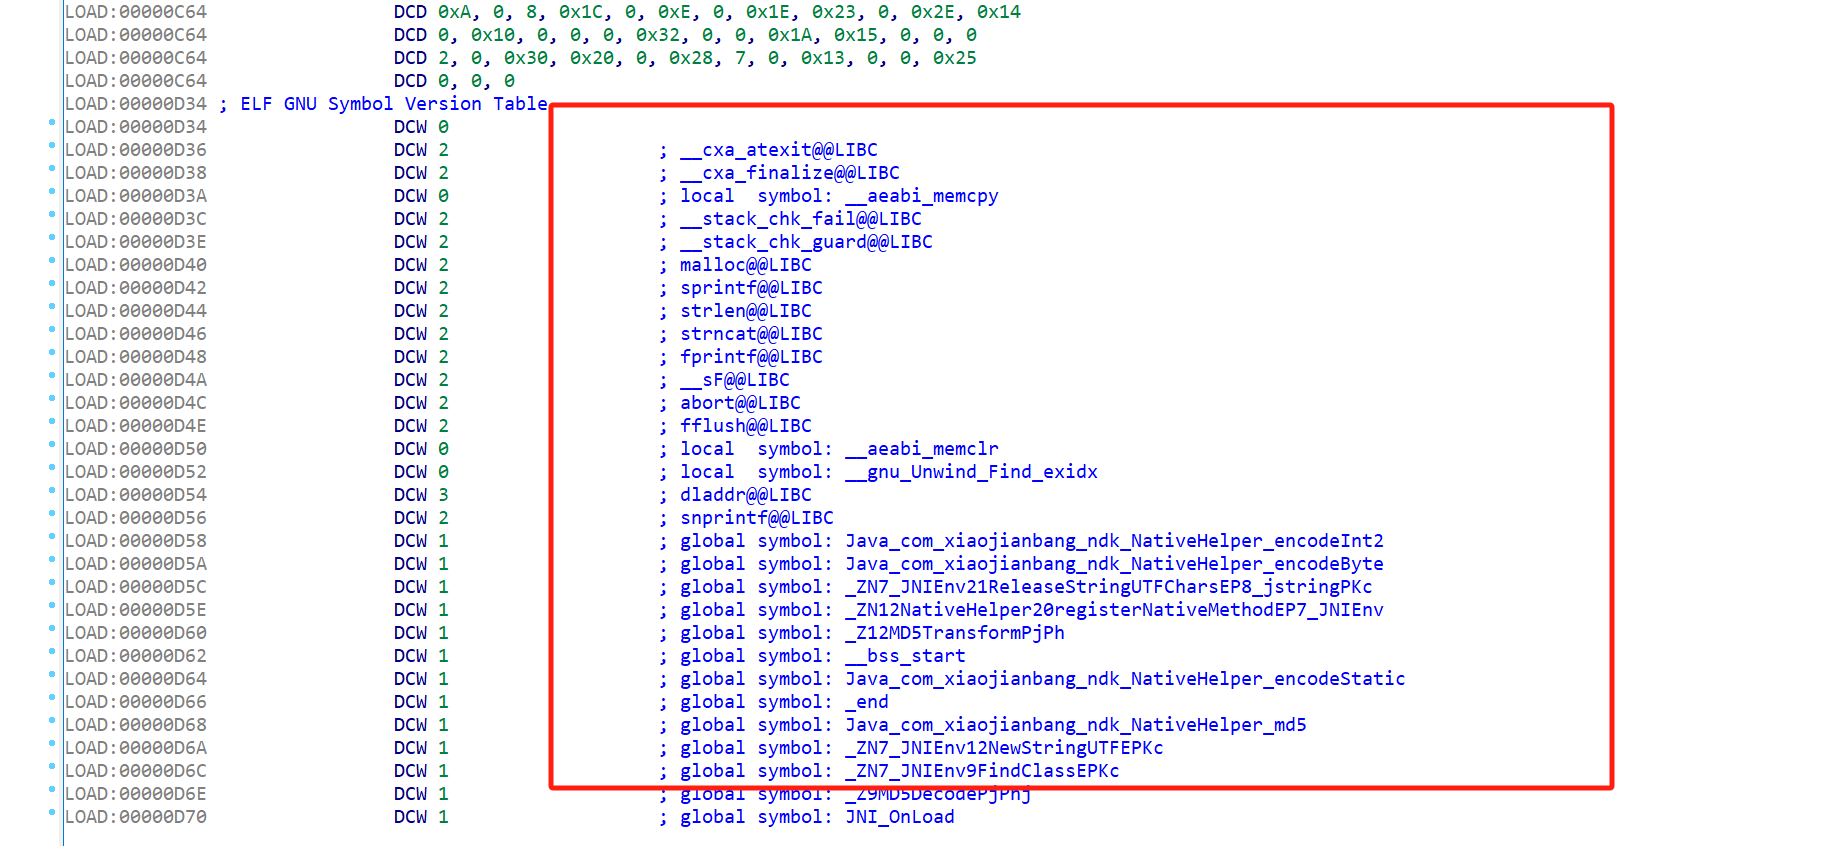 LOAD:00000C64 DCD 0xA, 0, 8, 0x1C, 0, 0xE, 0, 0x1E, 0x23, 0, 0x2E, 0x14
LOAD:00000C64 DCD 0, 0x10, 0, 0, 0, 0x32, 0, 0, 0x1A, 0x15, 0, 0, 0
LOAD:00000C64 DCD 2, 0, 0x30, 0x20, 0, 0x28, 7, 0, 0x13, 0, 0, 0x25
LOAD:00000C64 DCD 0, 0, 0
LOAD:00000D34 ; ELF GNU Symbol Version Table
LOAD:00000D34 DCW 0
LOAD:00000D36 DCW 2 ; __cxa_atexit@@LIBC
LOAD:00000D38 DCW 2 ; __cxa_finalize@@LIBC
LOAD:00000D3A DCW 0 ; local symbol: __aeabi_memcpy
LOAD:00000D3C DCW 2 ; __stack_chk_fail@@LIBC
LOAD:00000D3E DCW 2 ; __stack_chk_guard@@LIBC
LOAD:00000D40 DCW 2 ; malloc@@LIBC
LOAD:00000D42 DCW 2 ; sprintf@@LIBC
LOAD:00000D44 DCW 2 ; strlen@@LIBC
LOAD:00000D46 DCW 2 ; strncat@@LIBC
LOAD:00000D48 DCW 2 ; fprintf@@LIBC
LOAD:00000D4A DCW 2 ; __sF@@LIBC
LOAD:00000D4C DCW 2 ; abort@@LIBC
LOAD:00000D4E DCW 2 ; fflush@@LIBC
LOAD:00000D50 DCW 0 ; local symbol: __aeabi_memclr
LOAD:00000D52 DCW 0 ; local symbol: __gnu_Unwind_Find_exidx
LOAD:00000D54 DCW 3 ; dladdr@@LIBC
LOAD:00000D56 DCW 2 ; snprintf@@LIBC
LOAD:00000D58 DCW 1 ; global symbol: Java_com_xiaojianbang_ndk_NativeHelper_encodeInt2
LOAD:00000D5A DCW 1 ; global symbol: Java_com_xiaojianbang_ndk_NativeHelper_encodeByte
LOAD:00000D5C DCW 1 ; global symbol: _ZN7_JNIEnv21ReleaseStringUTFCharsEP8_jstringPKc
LOAD:00000D5E DCW 1 ; global symbol: _ZN12NativeHelper20registerNativeMethodEP7_JNIEnv
LOAD:00000D60 DCW 1 ; global symbol: _Z12MD5TransformPjPh
LOAD:00000D62 DCW 1 ; global symbol: __bss_start
LOAD:00000D64 DCW 1 ; global symbol: Java_com_xiaojianbang_ndk_NativeHelper_encodeStatic
LOAD:00000D66 DCW 1 ; global symbol: _end
LOAD:00000D68 DCW 1 ; global symbol: Java_com_xiaojianbang_ndk_NativeHelper_md5
LOAD:00000D6A DCW 1 ; global symbol: _ZN7_JNIEnv12NewStringUTFEPKc
LOAD:00000D6C DCW 1 ; global symbol: _ZN7_JNIEnv9FindClassEPKc
LOAD:00000D6E DCW 1 ; global symbol: _Z9MD5DecodePjPhj
LOAD:00000D70 DCW 1 ; global symbol: JNI_OnLoad